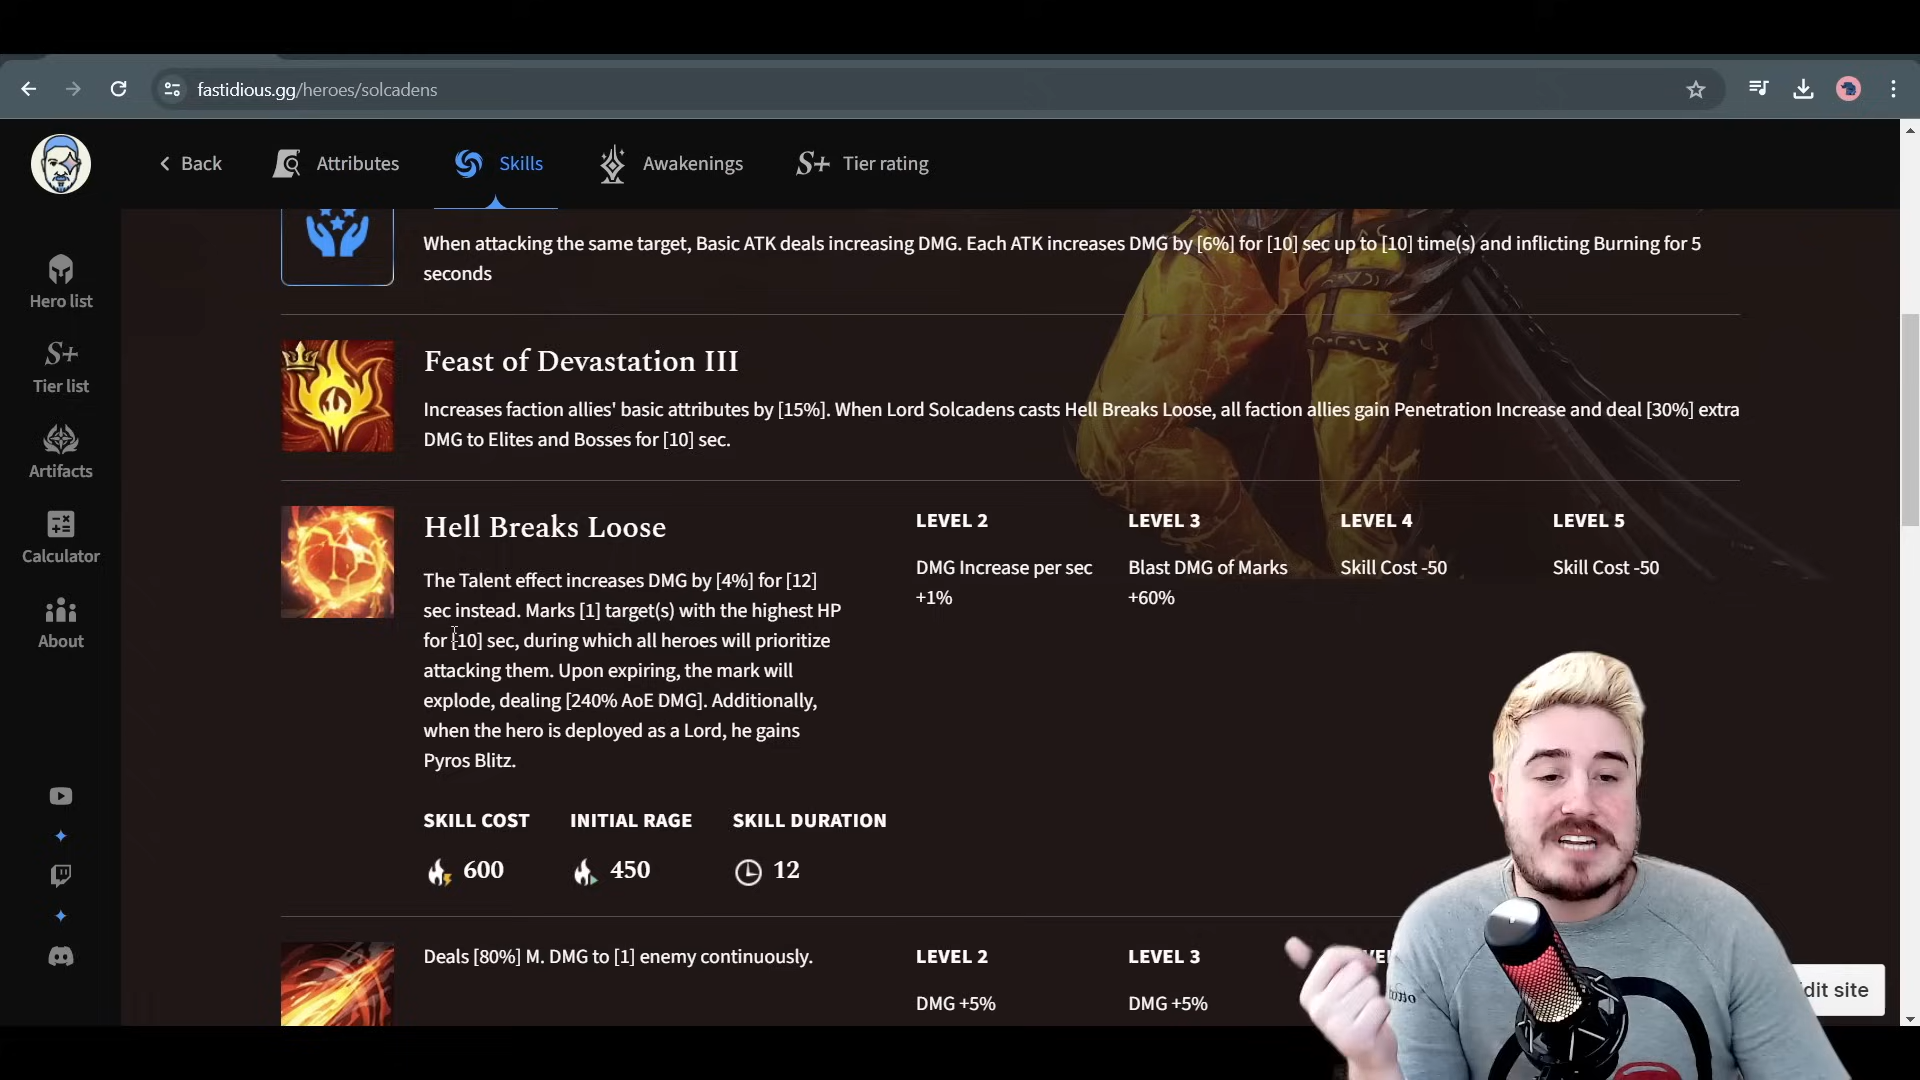 fastidious.gg/heroes/solcadens
Back
Attributes
Skills
Awakenings
S+ Tier rating
Hero list
S+
Tier list
Artifacts
Calculator
About
When attacking the same target, Basic ATK deals increasing DMG. Each ATK increases DMG by [6%] for [10] sec up to [10] time(s) and inflicting Burning for 5
seconds
Feast of Devastation III
Increases faction allies' basic attributes by [15%]. When Lord Solcadens casts Hell Breaks Loose, all faction allies gain Penetration Increase and deal [30%] extra
DMG to Elites and Bosses for [10] sec.
Hell Breaks Loose
The Talent effect increases DMG by [4%] for [12]
sec instead. Marks [1] target(s) with the highest HP
for [10] sec, during which all heroes will prioritize
attacking them. Upon expiring, the mark will
explode, dealing [240% AoE DMG]. Additionally,
when the hero is deployed as a Lord, he gains
Pyros Blitz.
LEVEL 2
DMG Increase per sec
+1%
LEVEL 3
Blast DMG of Marks
+60%
LEVEL 4
Skill Cost -50
LEVEL 5
Skill Cost -50
SKILL COST
600
INITIAL RAGE
450
SKILL DURATION
12
Deals [80%] M. DMG to [1] enemy continuously.
LEVEL 2
DMG +5%
LEVEL 3
DMG +5%
dit site